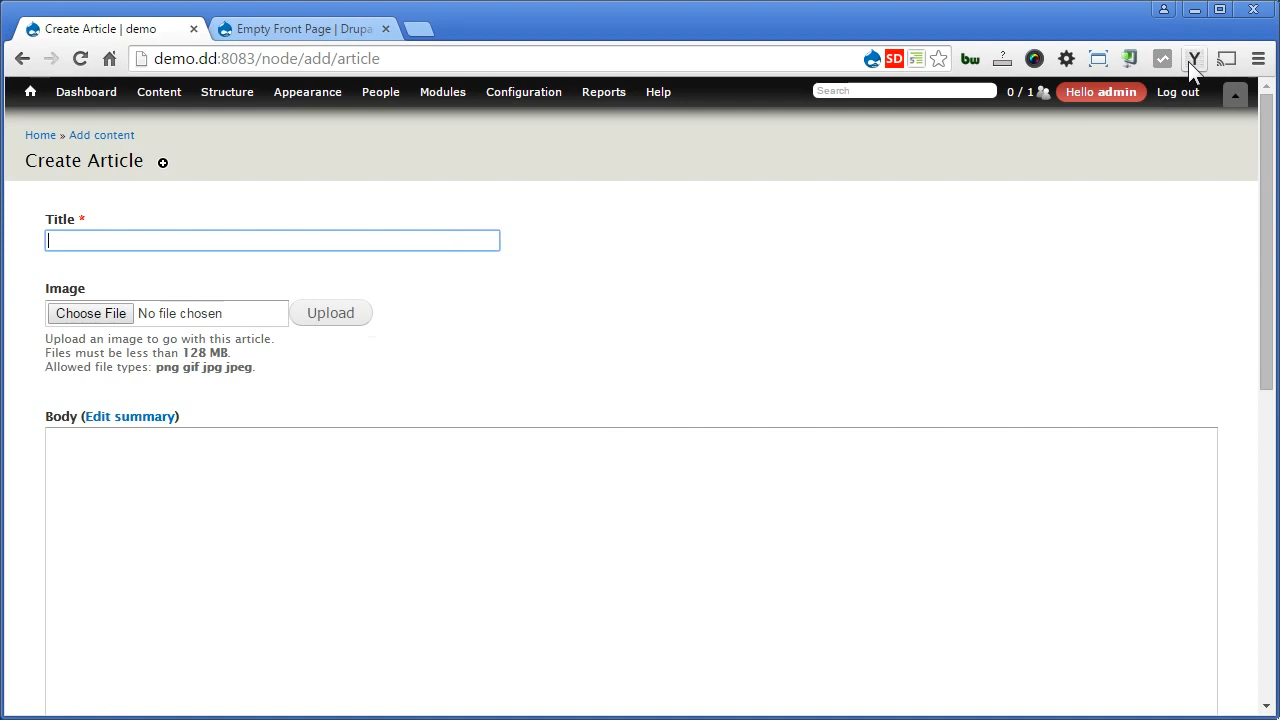 Create Article | demo
Empty Front Page | Drupa
demo.dd:8083/node/add/article
SD
bw
Y
Dashboard Content Structure Appearance People Modules Configuration Reports Help Search 0 / 1 Hello admin Log out
Home » Add content
Create Article
Title *
Image
Choose File No file chosen Upload
Upload an image to go with this article.
Files must be less than 128 MB.
Allowed file types: png gif jpg jpeg.
Body (Edit summary)